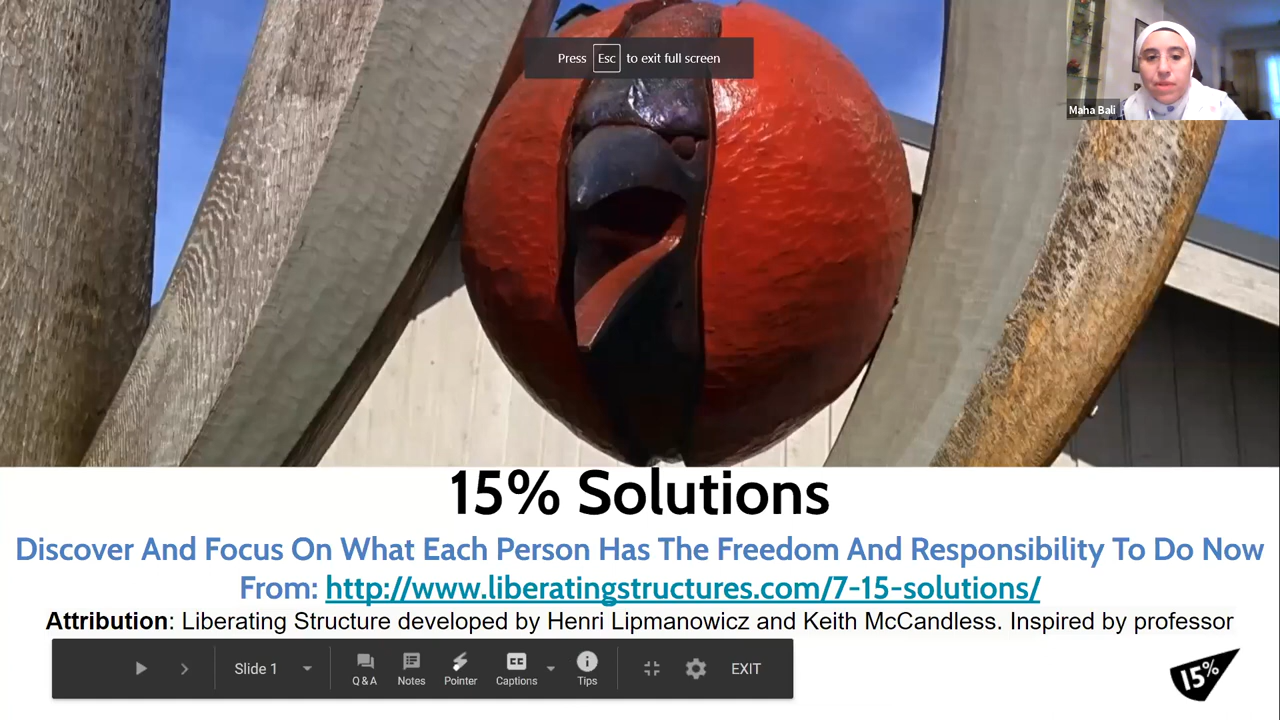 Press Esc to exit full screen
Maha Bali
15% Solutions
Discover And Focus On What Each Person Has The Freedom And Responsibility To Do Now
From: http://www.liberatingstructures.com/7-15-solutions/
Attribution: Liberating Structure developed by Henri Lipmanowicz and Keith McCandless. Inspired by professor
Slide 1
Q & A
Notes
Pointer
CC
Captions
Tips
EXIT
15%